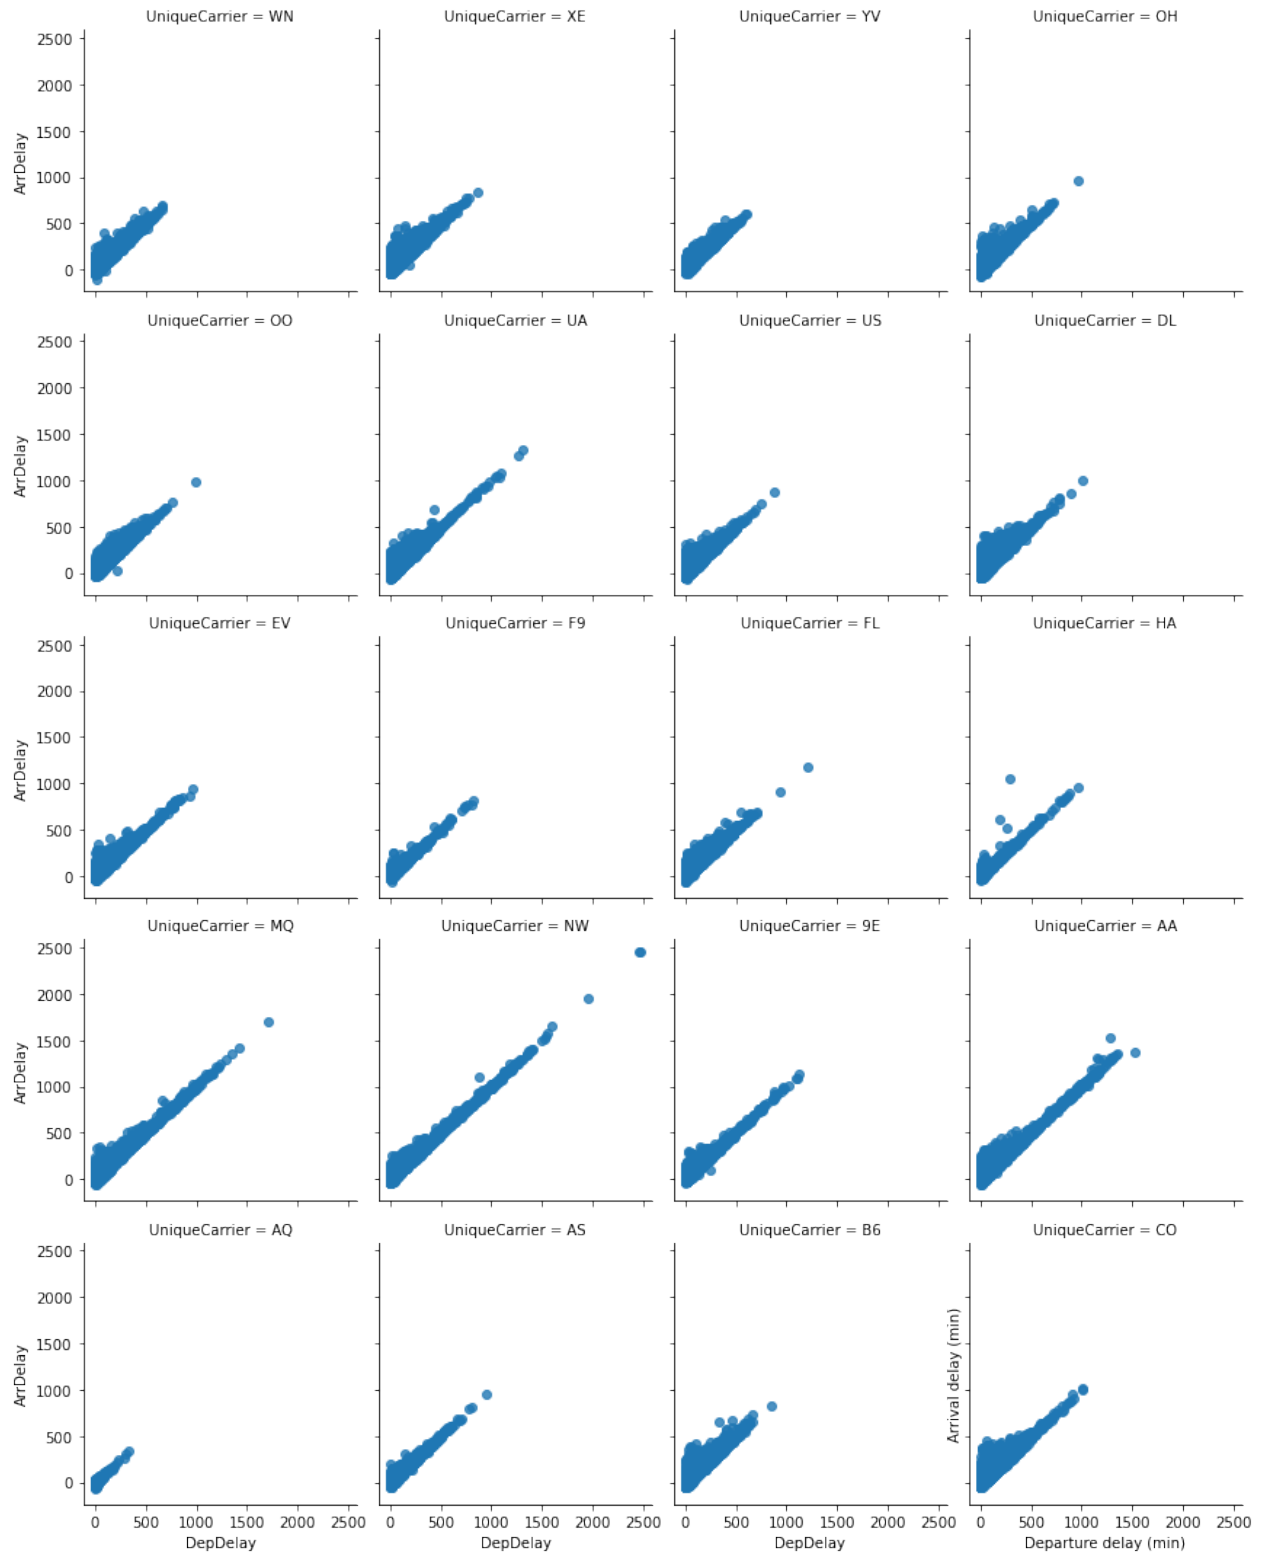 UniqueCarrier = WN UniqueCarrier = XE UniqueCarrier = YV UniqueCarrier = OH
2500
2000
1500
1000
500
0
ArrDelay
UniqueCarrier = OO UniqueCarrier = UA UniqueCarrier = US UniqueCarrier = DL
2500
2000
1500
1000
500
0
ArrDelay
UniqueCarrier = EV UniqueCarrier = F9 UniqueCarrier = FL UniqueCarrier = HA
2500
2000
1500
1000
500
0
ArrDelay
UniqueCarrier = MQ UniqueCarrier = NW UniqueCarrier = 9E UniqueCarrier = AA
2500
2000
1500
1000
500
0
ArrDelay
UniqueCarrier = AQ UniqueCarrier = AS UniqueCarrier = B6 UniqueCarrier = CO
2500
2000
1500
1000
500
0
ArrDelay
Arrival delay (min)
0 500 1000 1500 2000 2500 0 500 1000 1500 2000 2500 0 500 1000 1500 2000 2500 0 500 1000 1500 2000 2500
DepDelay DepDelay DepDelay Departure delay (min)